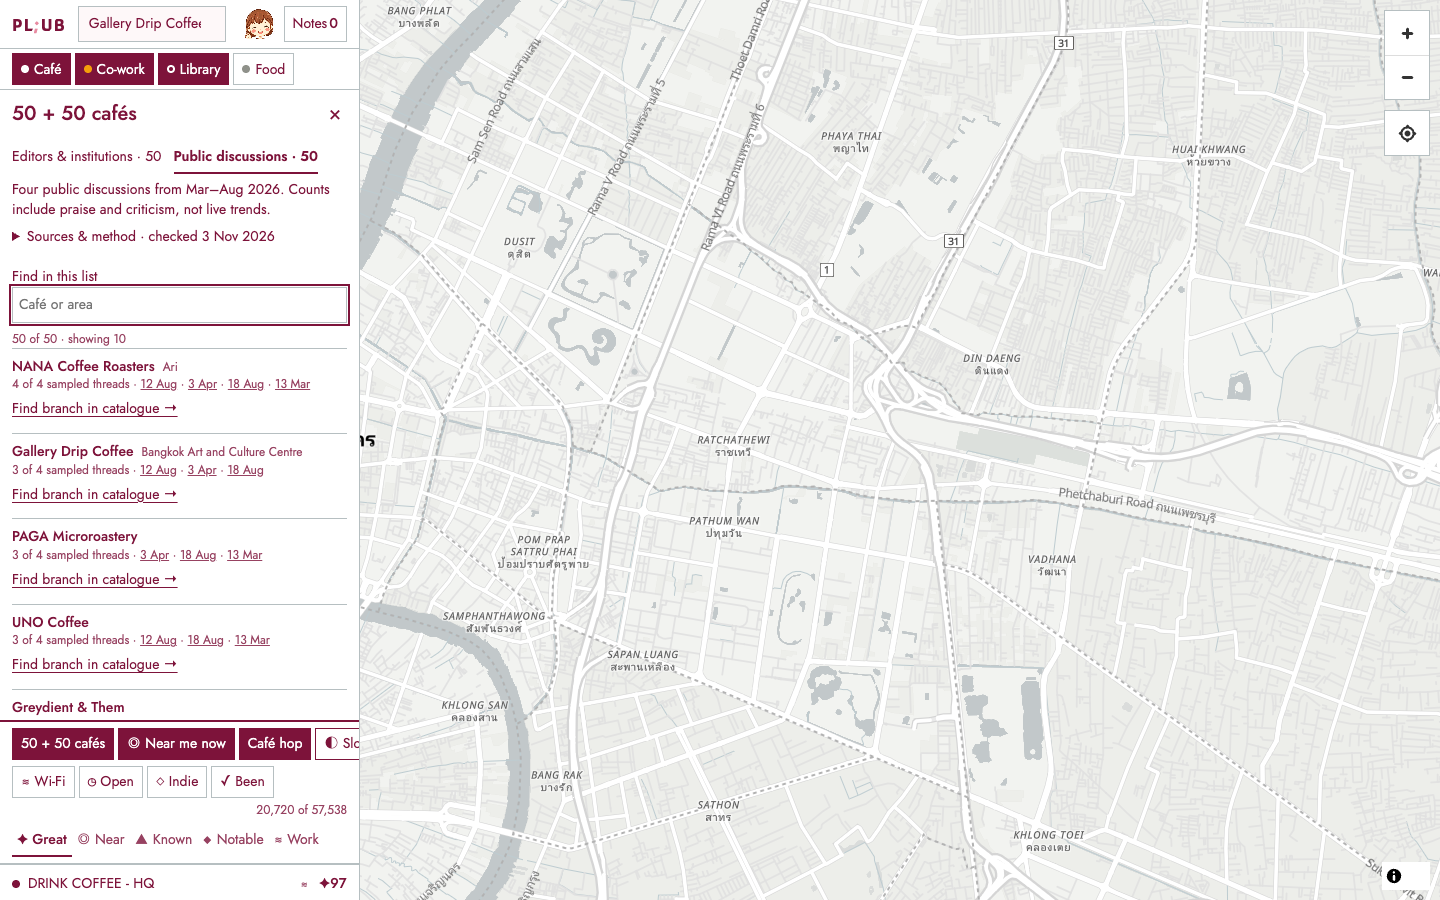 PL:UB
Gallery Drip Coffee
Notes 0
Café
Co-work
Library
Food
50 + 50 cafés
×
Editors & institutions · 50
Public discussions · 50
Four public discussions from Mar–Aug 2026. Counts
include praise and criticism, not live trends.
▶ Sources & method · checked 3 Nov 2026
Find in this list
Café or area
50 of 50 · showing 10
NANA Coffee Roasters Ari
4 of 4 sampled threads · 12 Aug · 3 Apr · 18 Aug · 13 Mar
Find branch in catalogue →
Gallery Drip Coffee Bangkok Art and Culture Centre
3 of 4 sampled threads · 12 Aug · 3 Apr · 18 Aug
Find branch in catalogue →
PAGA Microroastery
3 of 4 sampled threads · 3 Apr · 18 Aug · 13 Mar
Find branch in catalogue →
UNO Coffee
3 of 4 sampled threads · 12 Aug · 18 Aug · 13 Mar
Find branch in catalogue →
Greydient & Them
50 + 50 cafés
◎ Near me now
Café hop
◐ Slo
≈ Wi-Fi
◷ Open
◇ Indie
✓ Been
20,720 of 57,538
✦ Great
◎ Near
▲ Known
◆ Notable
≈ Work
DRINK COFFEE - HQ
≈ ✦97
BANG PHLAT
บางพลัด
Sam Sen Road ถนนสามเสน
Rama V Road ถนนพระรามที่ 5
Rama VI Road ถนนพระรามที่ 6
Thoet Damri Ro
31
PHAYA THAI
พญาไท
HUAI KHWANG
ห้วยขวาง
DUSIT
ดุสิต
31
1
WA
DIN DAENG
ดินแดง
RATCHATHEWI
ราชเทวี
Phetchaburi Road ถนนเพชรบุรี
PATHUM WAN
ปทุมวัน
POM PRAP
SATTRU PHAI
ป้อมปราบศัตรูพ่าย
VADHANA
วัฒนา
SAMPHANTHAWONG
สัมพันธวงศ์
SAPAN LUANG
สะพานเหลือง
KHLONG SAN
คลองสาน
BANG RAK
บางรัก
SATHON
สาทร
KHLONG TOEI
คลองเตย
+
−